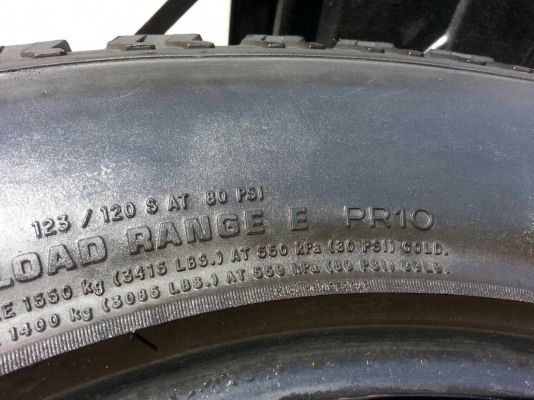 123 / 120 S AT 80 PSI
LOAD RANGE E PR10
1550 kg (3415 LBS.) AT 550 kPa (80 PSI) COLD.
1400 kg (3085 LBS.) AT 550 kPa (80 PSI) COLD.